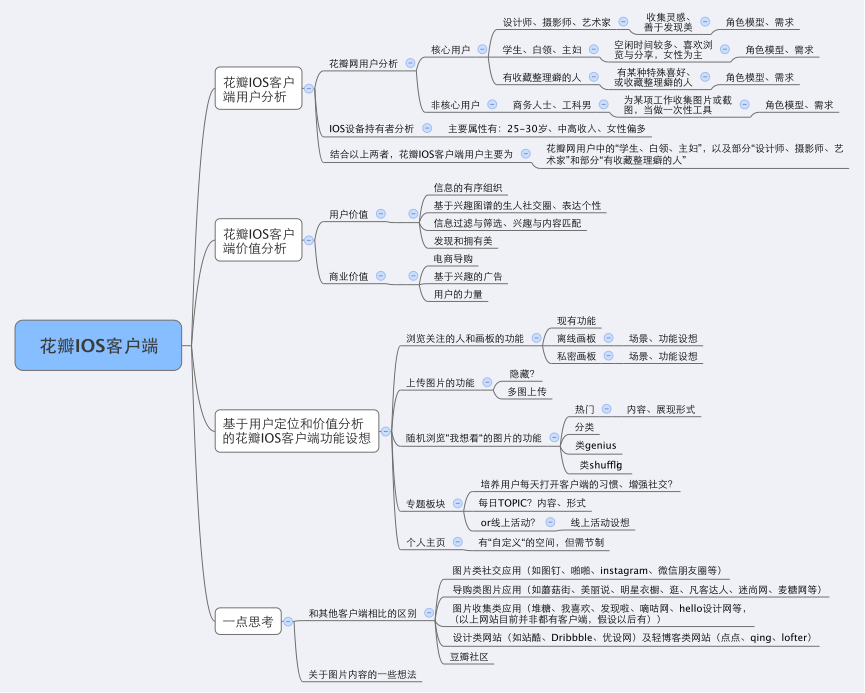 花瓣IOS客户端
花瓣IOS客户
端用户分析
花瓣网用户分析
核心用户
设计师、摄影师、艺术家
收集灵感、
善于发现美
角色模型、需求
学生、白领、主妇
空闲时间较多、喜欢浏
览与分享，女性为主
角色模型、需求
有收藏整理癖的人
有某种特殊喜好、
或收藏整理癖的人
角色模型、需求
非核心用户
商务人士、工科男
为某项工作收集图片或截
图，当做一次性工具
角色模型、需求
IOS设备持有者分析
主要属性有：25-30岁、中高收入、女性偏多
结合以上两者，花瓣IOS客户端用户主要为
花瓣网用户中的“学生、白领、主妇”，以及部分“设计师、摄影师、艺
术家”和部分“有收藏整理癖的人”
花瓣IOS客户
端价值分析
用户价值
信息的有序组织
基于兴趣图谱的生人社交圈、表达个性
信息过滤与筛选、兴趣与内容匹配
发现和拥有美
商业价值
电商导购
基于兴趣的广告
用户的力量
基于用户定位和价值分析
的花瓣IOS客户端功能设想
浏览关注的人和画板的功能
现有功能
离线画板
场景、功能设想
私密画板
场景、功能设想
上传图片的功能
隐藏？
多图上传
随机浏览“我想看”的图片的功能
热门
内容、展现形式
分类
类genius
类shuffllg
专题板块
培养用户每天打开客户端的习惯、增强社交？
每日TOPIC？内容、形式
or线上活动？
线上活动设想
个人主页
有“自定义“的空间，但需节制
一点思考
和其他客户端相比的区别
图片类社交应用（如图钉、啪啪、instagram、微信朋友圈等）
导购类图片应用（如蘑菇街、美丽说、明星衣橱、逛、凡客达人、迷尚网、麦糖网等）
图片收集类应用（堆糖、我喜欢、发现啦、嘀咕网、hello设计网等，
（以上网站目前并非都有客户端，假设以后有））
设计类网站（如站酷、Dribbble、优设网）及轻博客类网站（点点、qing、lofter）
豆瓣社区
关于图片内容的一些想法